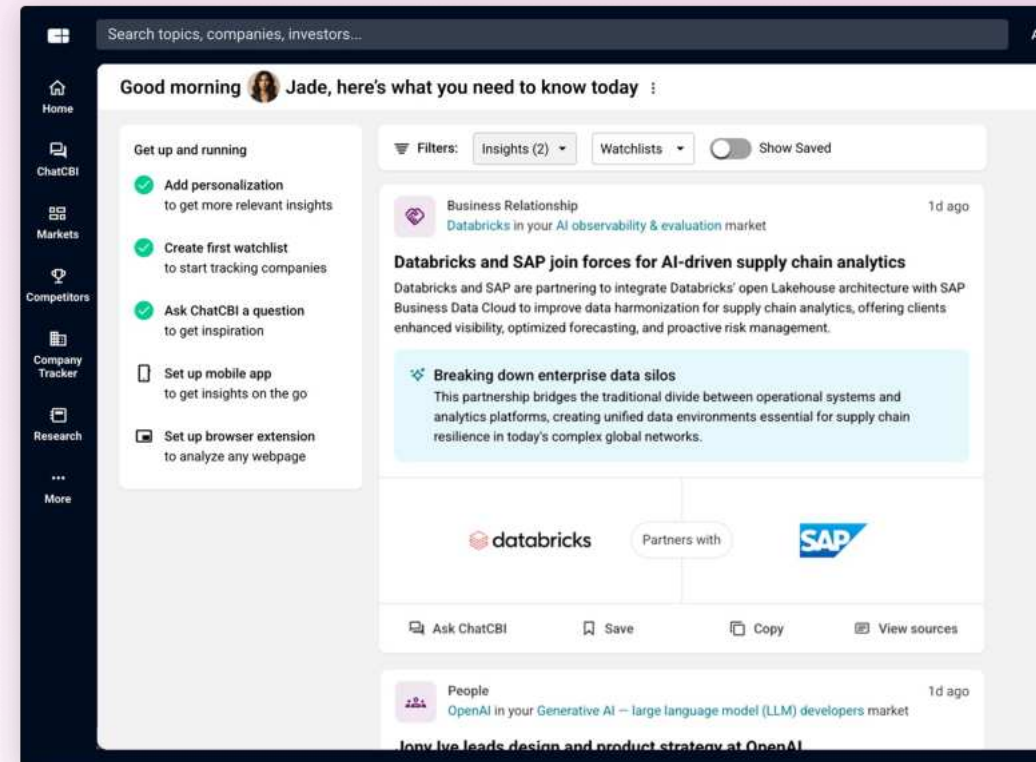 Search topics, companies, investors...
A
Home
ChatCBI
Markets
Competitors
Company
Tracker
Research
More
Good morning Jade, here's what you need to know today
Get up and running
Add personalization
to get more relevant insights
Create first watchlist
to start tracking companies
Ask ChatCBI a question
to get inspiration
Set up mobile app
to get insights on the go
Set up browser extension
to analyze any webpage
Filters: Insights (2) Watchlists Show Saved
Business Relationship 1d ago
Databricks in your AI observability & evaluation market
Databricks and SAP join forces for AI-driven supply chain analytics
Databricks and SAP are partnering to integrate Databricks' open Lakehouse architecture with SAP
Business Data Cloud to improve data harmonization for supply chain analytics, offering clients
enhanced visibility, optimized forecasting, and proactive risk management.
Breaking down enterprise data silos
This partnership bridges the traditional divide between operational systems and
analytics platforms, creating unified data environments essential for supply chain
resilience in today's complex global networks.
databricks Partners with SAP
Ask ChatCBI Save Copy View sources
People 1d ago
OpenAI in your Generative AI — large language model (LLM) developers market
Jony Ive leads design and product strategy at OpenAI